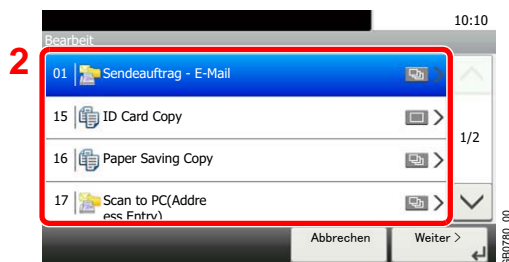 10:10
Bearbeit
2
01 Sendeauftrag - E-Mail
15 ID Card Copy
16 Paper Saving Copy
1/2
17 Scan to PC(Addre
ess Entry)
Abbrechen
Weiter >
GB0780_00